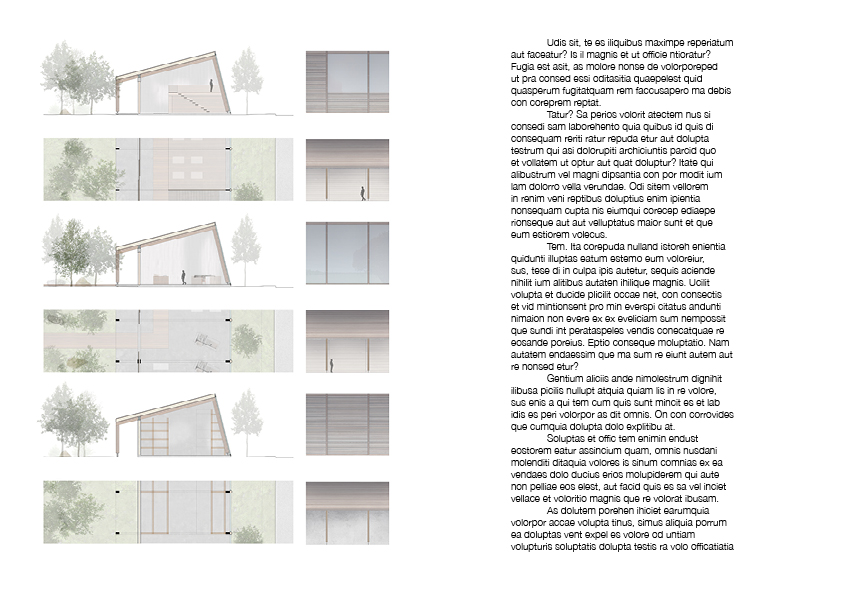 Udis sit, te es iliquibus maximpe reperiatum
aut faceatur? Is il magnis et ut officie ntioratur?
Fugia est asit, as molore nonse de volorporeped
ut pra consed essi oditasitia quaepelest quid
quasperum fugitatquam rem faccusapero ma debis
con coreprem reptat.
Tatur? Sa perios volorit atectem nus si
consedi sam laborehento quia quibus id quis di
consequam reriti ratur repuda etur aut dolupta
testrum qui asi dolorupiti archiciuntis parcid quo
et vollatem ut optur aut quat doluptur? Itate qui
alibustrum vel magni dipsantia con por modit ium
lam dolorro vella verundae. Odi sitem vellorem
in renim veni reptibus doluptius enim ipientia
nonsequam cupta nis eiumqui corecep ediaepe
rionseque aut aut velluptatus maior sunt et que
eum estiorem volecus.
Tem. Ita corepuda nulland istoreh enientia
quidunti illuptas eatum estemo eum voloreiur,
sus, tese di in culpa ipis autetur, sequis aciende
nihilit ium alitibus autaten ihilique magnis. Ucilit
volupta et ducide plicilit occae net, con consectis
et vid mintionsent pro min everspi citatus andunti
nimaion non evere ex ex eveliciam sum nempossit
que sundi int perataspeles vendis conecatquae re
eosande poreius. Eptio conseque moluptatio. Nam
autatem endaessim que ma sum re eiunt autem aut
re nonsed etur?
Gentium aliciis ande nimolestrum dignihit
ilibusa picilis nullupt atquia quiam lis in re volore,
sus enis a qui tem cum quis sunt mincit es et lab
idis es peri volorpor as dit omnis. On con corrovides
que cumquia dolupta dolo explitibu at.
Soluptas et offic tem enimin endust
eostorem eatur assincium quam, omnis nusdani
molenditi ditaquia volores is sinum comnias ex ea
vendaes dolo ducius erios molupiderem qui aute
non pelliae eos elest, aut facid quis es sa vel inciet
vellace et voloritio magnis que re volorat ibusam.
As dolutem porehen ihiciet earumquia
volorpor accae volupta tinus, simus aliquia porrum
ea doluptas vent expel es volore od untiam
volupturis soluptatis dolupta testis ra volo officatiatia